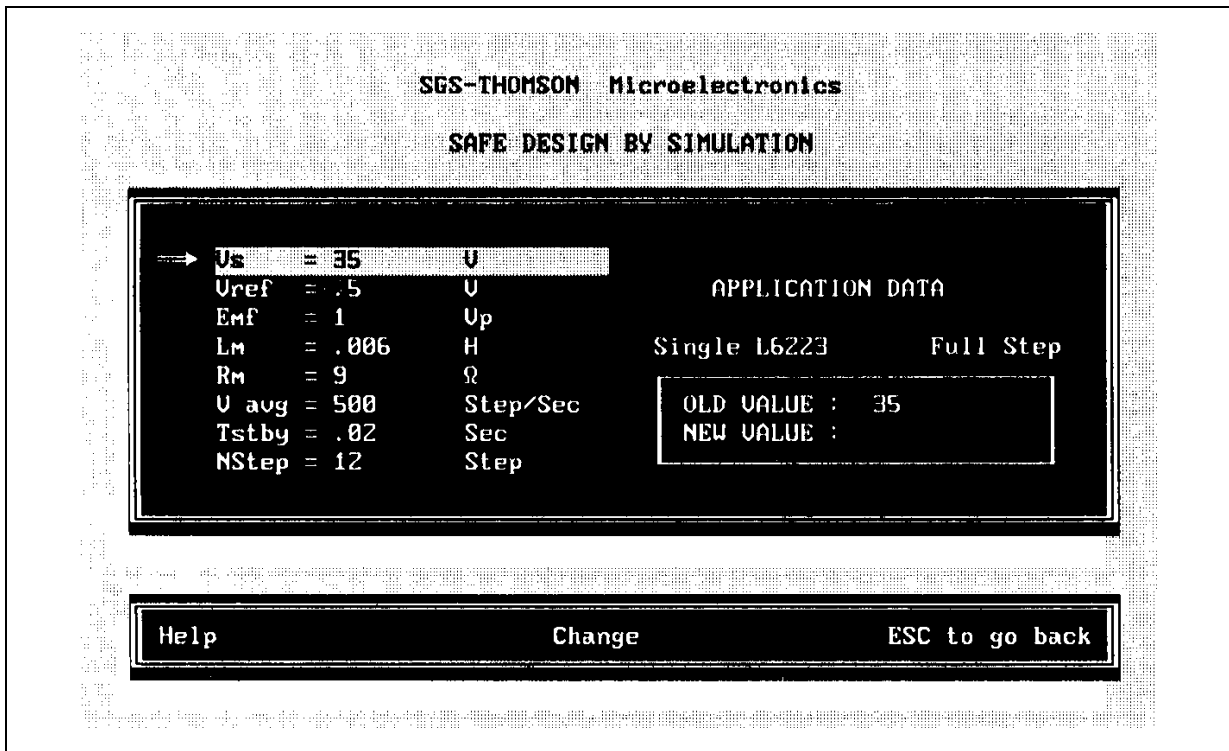 SGS-THOMSON Microelectronics
SAFE DESIGN BY SIMULATION
Vs = 35 V
Vref = .5 V
APPLICATION DATA
Emf = 1 Vp
Lm = .006 H
Single L6223 Full Step
Rm = 9 Ω
OLD VALUE : 35
V avg = 500 Step/Sec
NEW VALUE :
Tstby = .02 Sec
NStep = 12 Step
Help Change ESC to go back